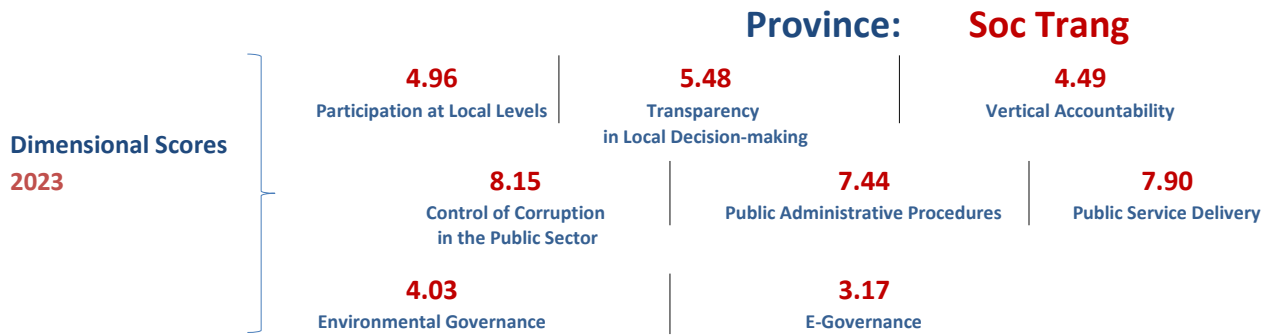 Province: Soc Trang
4.96 5.48 4.49
Participation at Local Levels Transparency Vertical Accountability
in Local Decision-making
Dimensional Scores
2023
8.15 7.44 7.90
Control of Corruption Public Administrative Procedures Public Service Delivery
in the Public Sector
4.03 3.17
Environmental Governance E-Governance